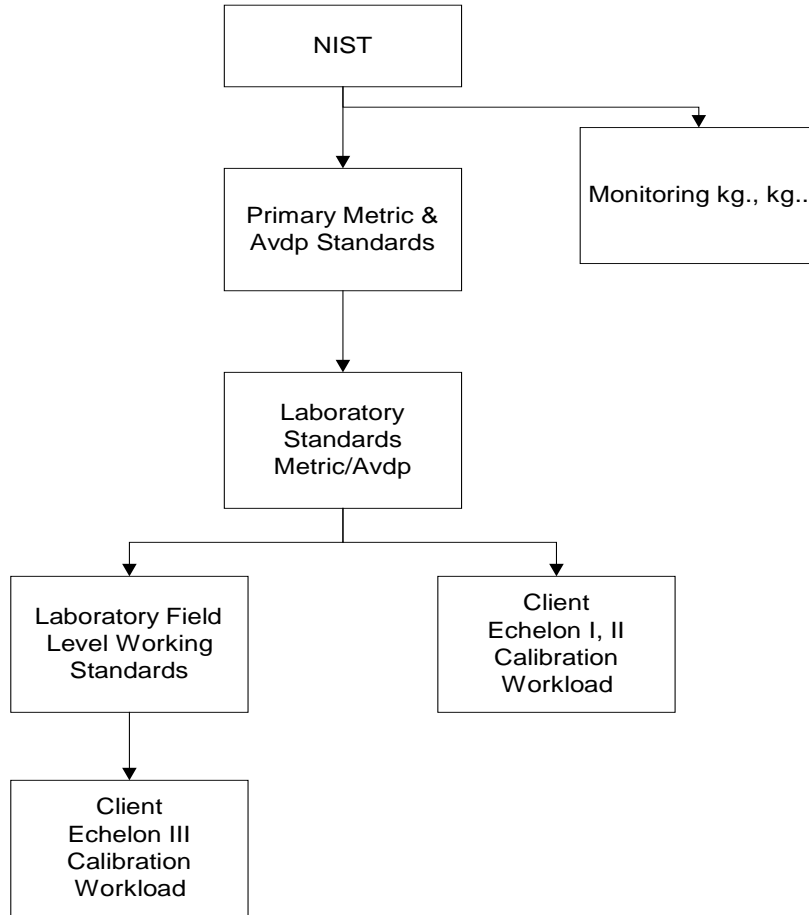 NIST
Monitoring kg., kg..
Primary Metric &
Avdp Standards
Laboratory
Standards
Metric/Avdp
Laboratory Field
Level Working
Standards
Client
Echelon I, II
Calibration
Workload
Client
Echelon III
Calibration
Workload